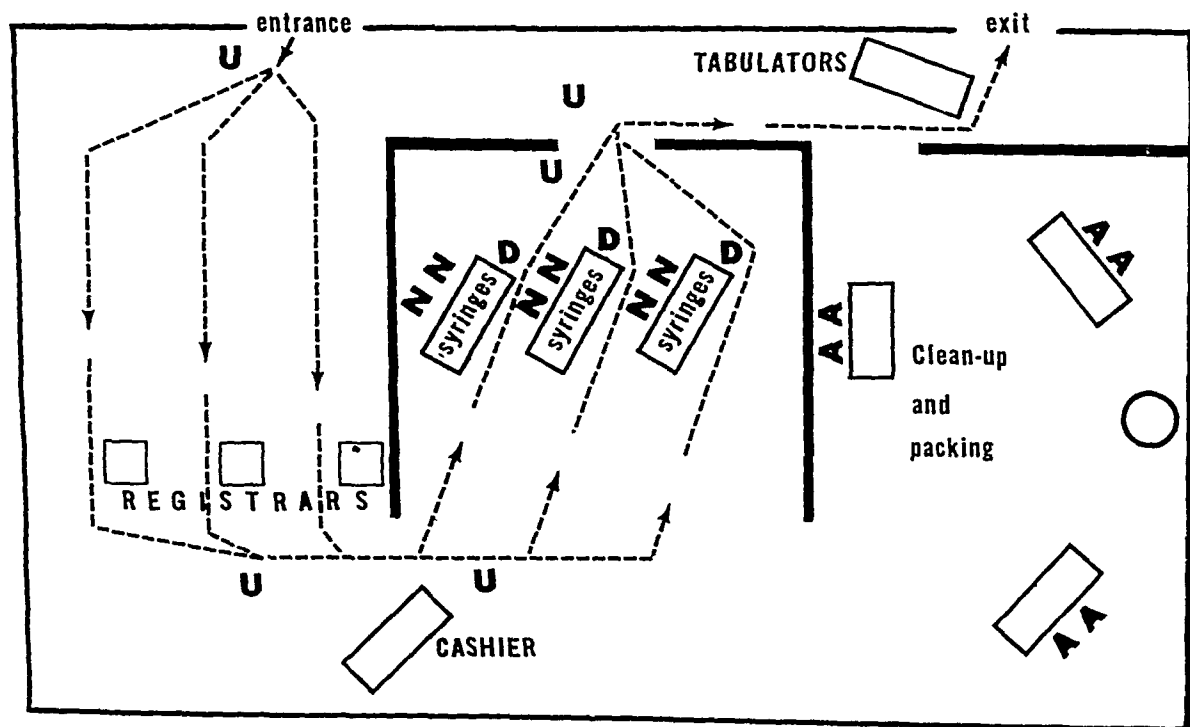 entrance
exit
U
TABULATORS
U
U
N N D
N N D
N N D
syringes
syringes
syringes
A A
A A
Clean-up
and
packing
REGISTRARS
U
U
CASHIER
A A